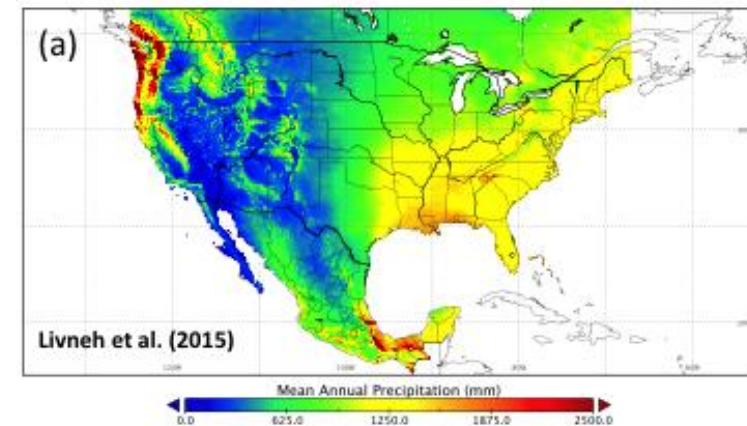 (a)
Livneh et al. (2015)
Mean Annual Precipitation (mm)
0.0 625.0 1250.0 1875.0 2500.0